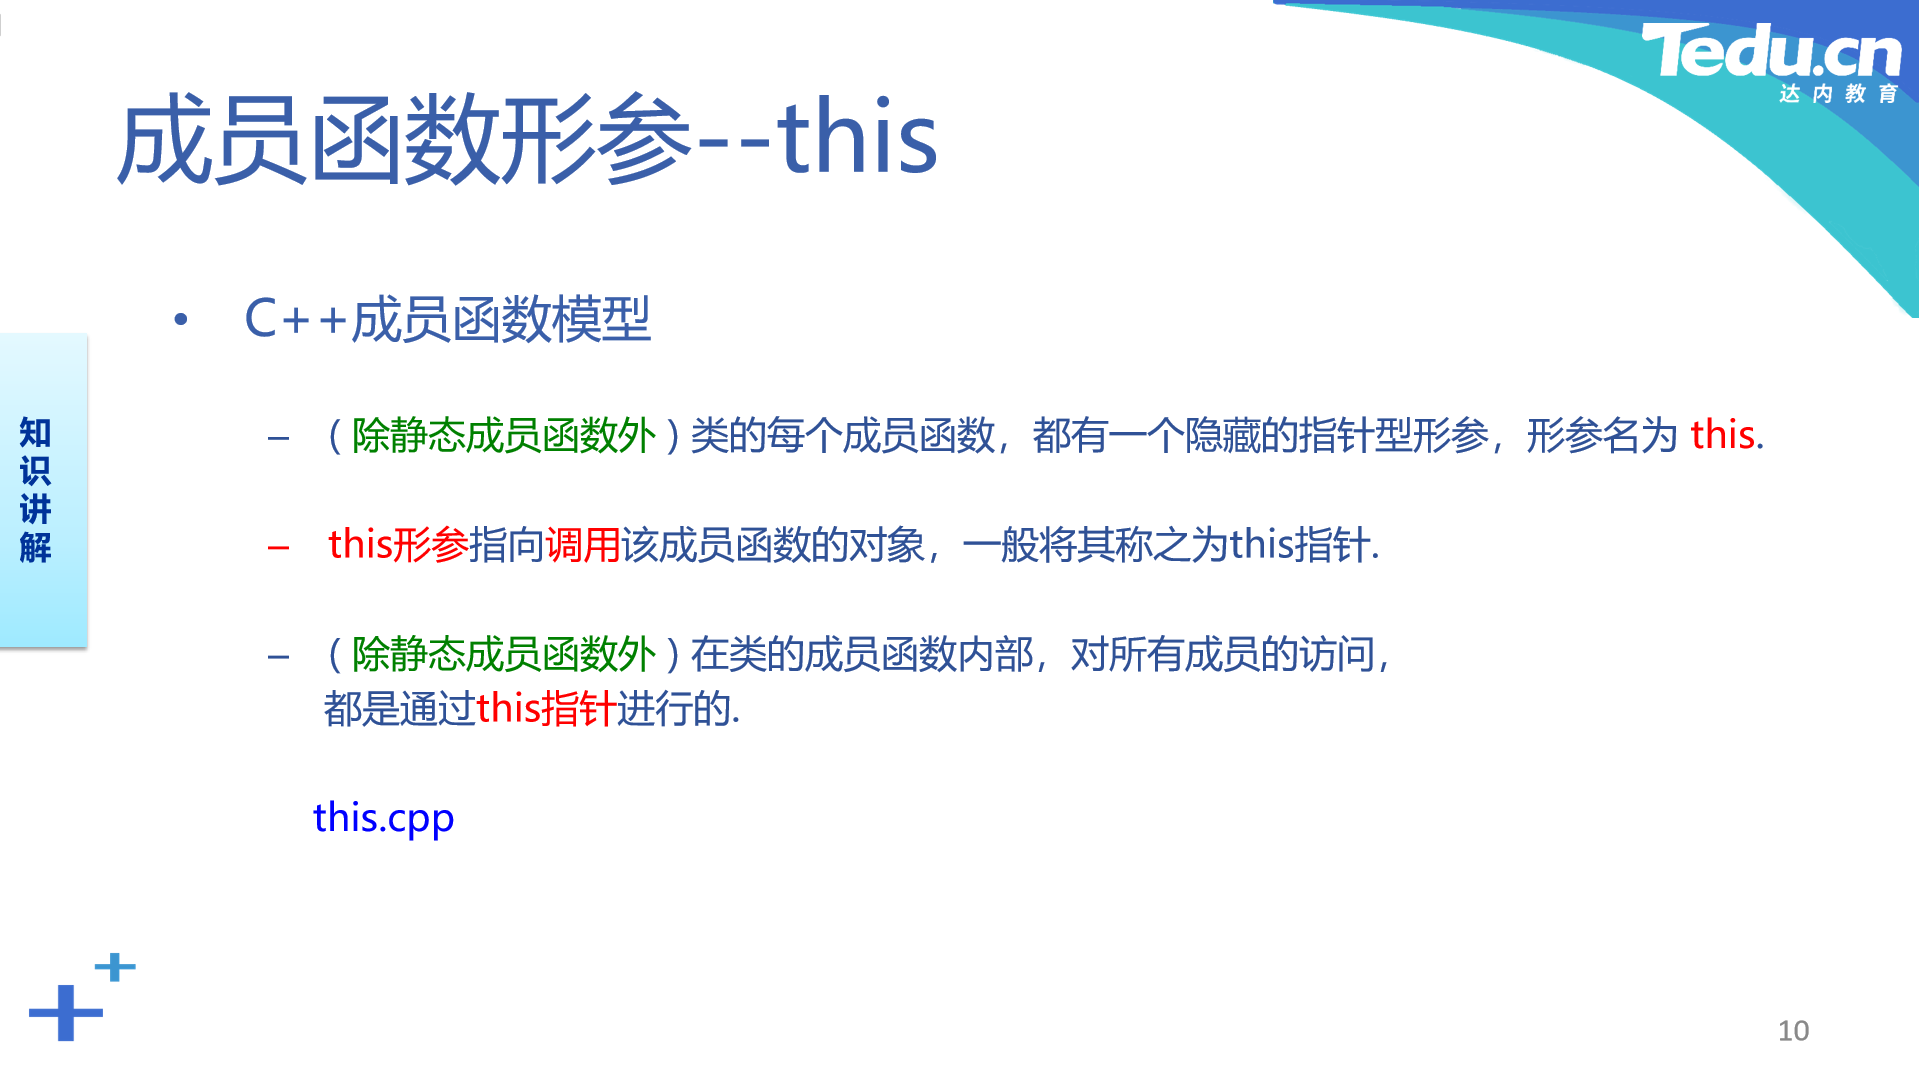 Tedu.cn
达内教育
成员函数形参--this
• C++成员函数模型
– (除静态成员函数外)类的每个成员函数，都有一个隐藏的指针型形参，形参名为 this.
– this形参指向调用该成员函数的对象，一般将其称之为this指针.
– (除静态成员函数外)在类的成员函数内部，对所有成员的访问，
都是通过this指针进行的.
this.cpp
知
识
讲
解
10